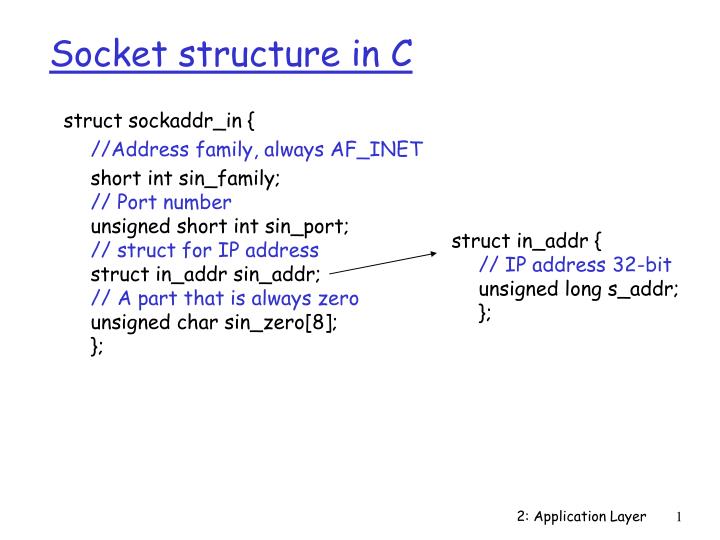 Socket structure in C
struct sockaddr_in {
//Address family, always AF_INET
short int sin_family;
// Port number
unsigned short int sin_port;
// struct for IP address
struct in_addr sin_addr;
// A part that is always zero
unsigned char sin_zero[8];
};
struct in_addr {
// IP address 32-bit
unsigned long s_addr;
};
2: Application Layer 1